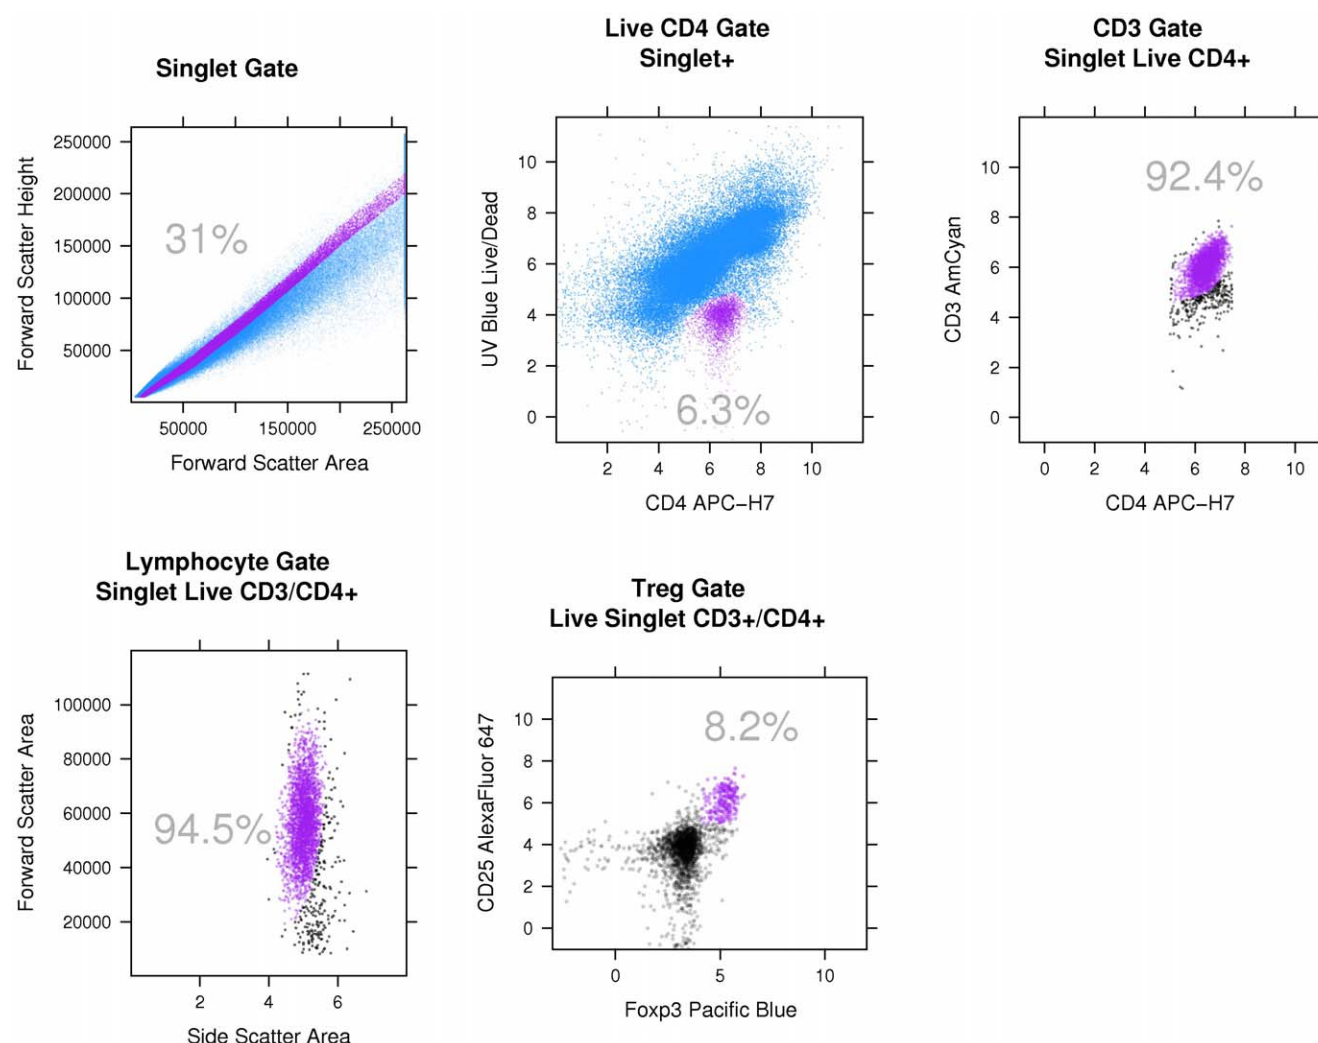 Singlet Gate
250000
200000
150000
100000
50000
31%
50000 150000 250000
Forward Scatter Height
Forward Scatter Area
Live CD4 Gate
Singlet+
10
8
6
4
2
0
6.3%
2 4 6 8 10
UV Blue Live/Dead
CD4 APC−H7
CD3 Gate
Singlet Live CD4+
10
8
6
4
2
0
92.4%
0 2 4 6 8 10
CD3 AmCyan
CD4 APC−H7
Lymphocyte Gate
Singlet Live CD3/CD4+
100000
80000
60000
40000
20000
94.5%
2 4 6
Forward Scatter Area
Side Scatter Area
Treg Gate
Live Singlet CD3+/CD4+
10
8
6
4
2
0
8.2%
0 5 10
CD25 AlexaFluor 647
Foxp3 Pacific Blue